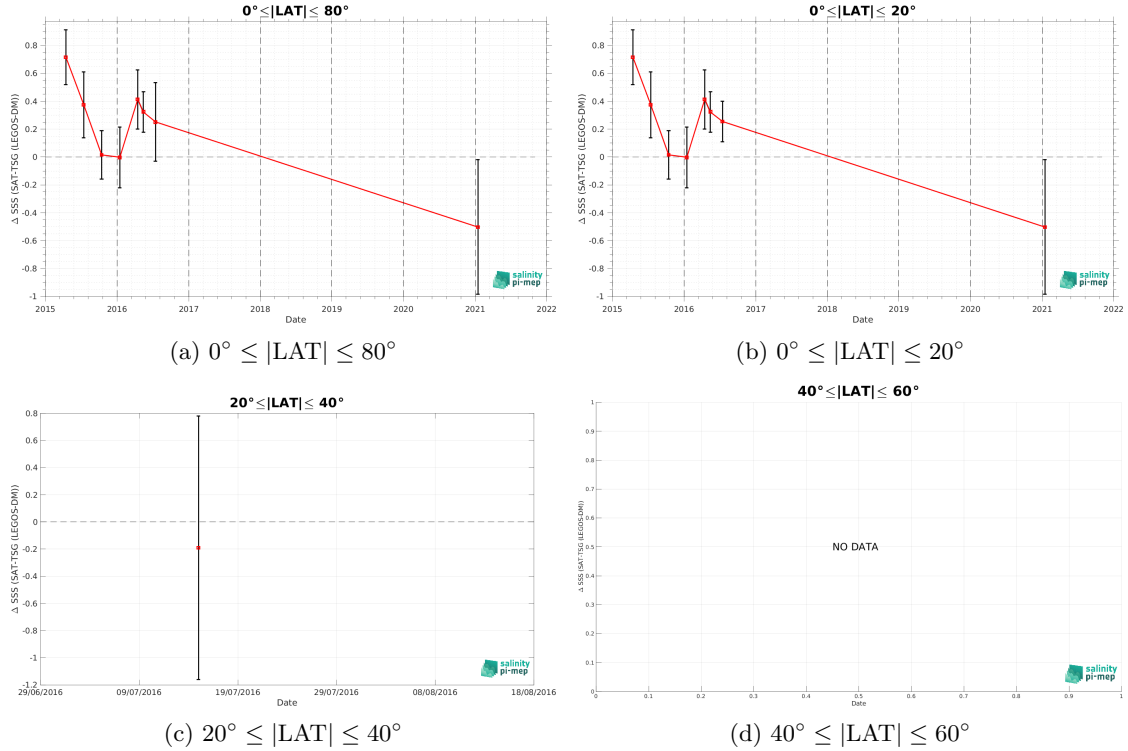 0°≤|LAT|≤ 80°
Δ SSS (SAT-TSG (LEGOS-DM))
0.8
0.6
0.4
0.2
0
-0.2
-0.4
-0.6
-0.8
-1
2015 2016 2017 2018 2019 2020 2021 2022
Date
salinity
pi-mep
(a) 0° ≤ |LAT| ≤ 80°
0°≤|LAT|≤ 20°
Δ SSS (SAT-TSG (LEGOS-DM))
0.8
0.6
0.4
0.2
0
-0.2
-0.4
-0.6
-0.8
-1
2015 2016 2017 2018 2019 2020 2021 2022
Date
salinity
pi-mep
(b) 0° ≤ |LAT| ≤ 20°
20°≤|LAT|≤ 40°
Δ SSS (SAT-TSG (LEGOS-DM))
0.8
0.6
0.4
0.2
0
-0.2
-0.4
-0.6
-0.8
-1
-1.2
29/06/2016 09/07/2016 19/07/2016 29/07/2016 08/08/2016 18/08/2016
Date
salinity
pi-mep
(c) 20° ≤ |LAT| ≤ 40°
40°≤|LAT|≤ 60°
Δ SSS (SAT-TSG (LEGOS-DM))
1
0.9
0.8
0.7
0.6
0.5
0.4
0.3
0.2
0.1
0
NO DATA
0 0.1 0.2 0.3 0.4 0.5 0.6 0.7 0.8 0.9 1
Date
salinity
pi-mep
(d) 40° ≤ |LAT| ≤ 60°